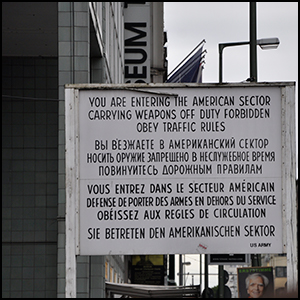 USEUM T
YOU ARE ENTERING THE AMERICAN SECTOR
CARRYING WEAPONS OFF DUTY FORBIDDEN
OBEY TRAFFIC RULES
ВЫ ВЪЕЗЖАЕТЕ В АМЕРИКАНСКИЙ СЕКТОР
НОСИТЬ ОРУЖИЕ ЗАПРЕЩЕНО В НЕСЛУЖЕБНОЕ ВРЕМЯ
ПОВИНУЙТЕСЬ ДОРОЖНЫМ ПРАВИЛАМ
VOUS ENTREZ DANS LE SECTEUR AMÉRICAIN
DÉFENSE DE PORTER DES ARMES EN DEHORS DU SERVICE
OBÉISSEZ AUX RÈGLES DE CIRCULATION
SIE BETRETEN DEN AMERIKANISCHEN SEKTOR
US ARMY